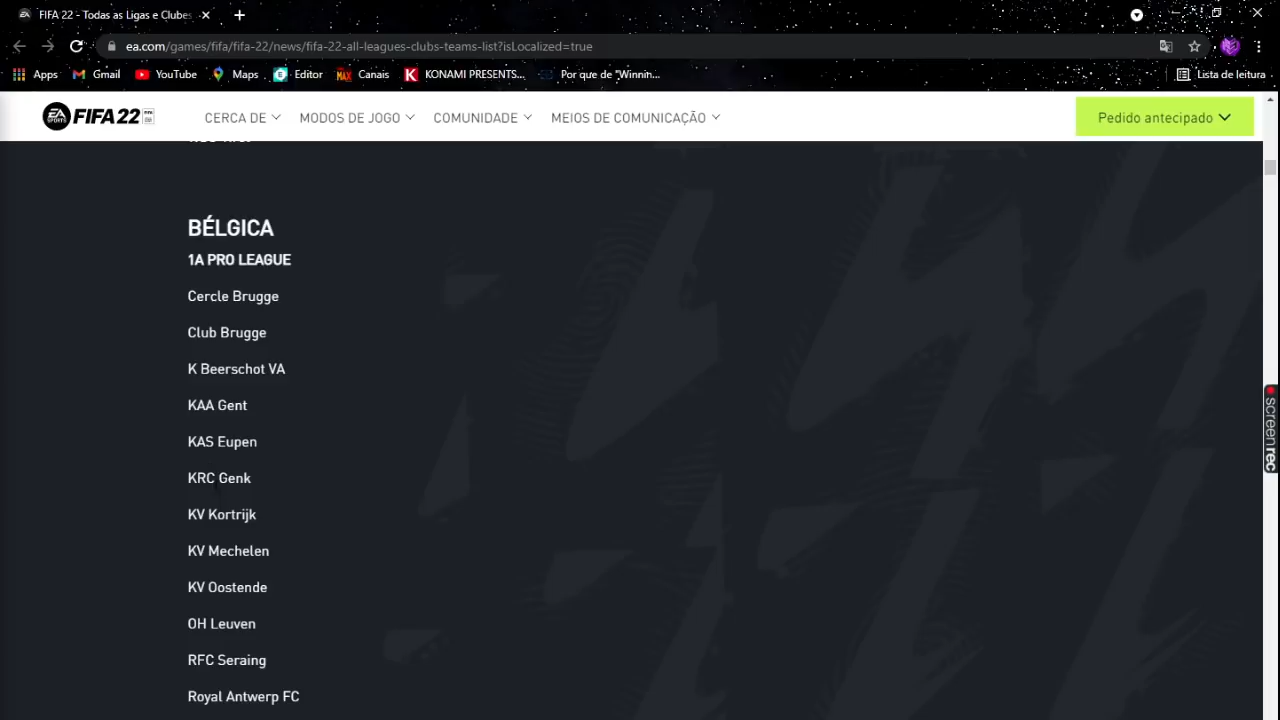 FIFA 22 - Todas as Ligas e Clubes
ea.com/games/fifa/fifa-22/news/fifa-22-all-leagues-clubs-teams-list?isLocalized=true
Apps
Gmail
YouTube
Maps
Editor
Canais
KONAMI PRESENTS...
Por que de "Winnin...
Lista de leitura
EA SPORTS FIFA 22
CERCA DE
MODOS DE JOGO
COMUNIDADE
MEIOS DE COMUNICAÇÃO
Pedido antecipado
BÉLGICA
1A PRO LEAGUE
Cercle Brugge
Club Brugge
K Beerschot VA
KAA Gent
KAS Eupen
KRC Genk
KV Kortrijk
KV Mechelen
KV Oostende
OH Leuven
RFC Seraing
Royal Antwerp FC
screenrec